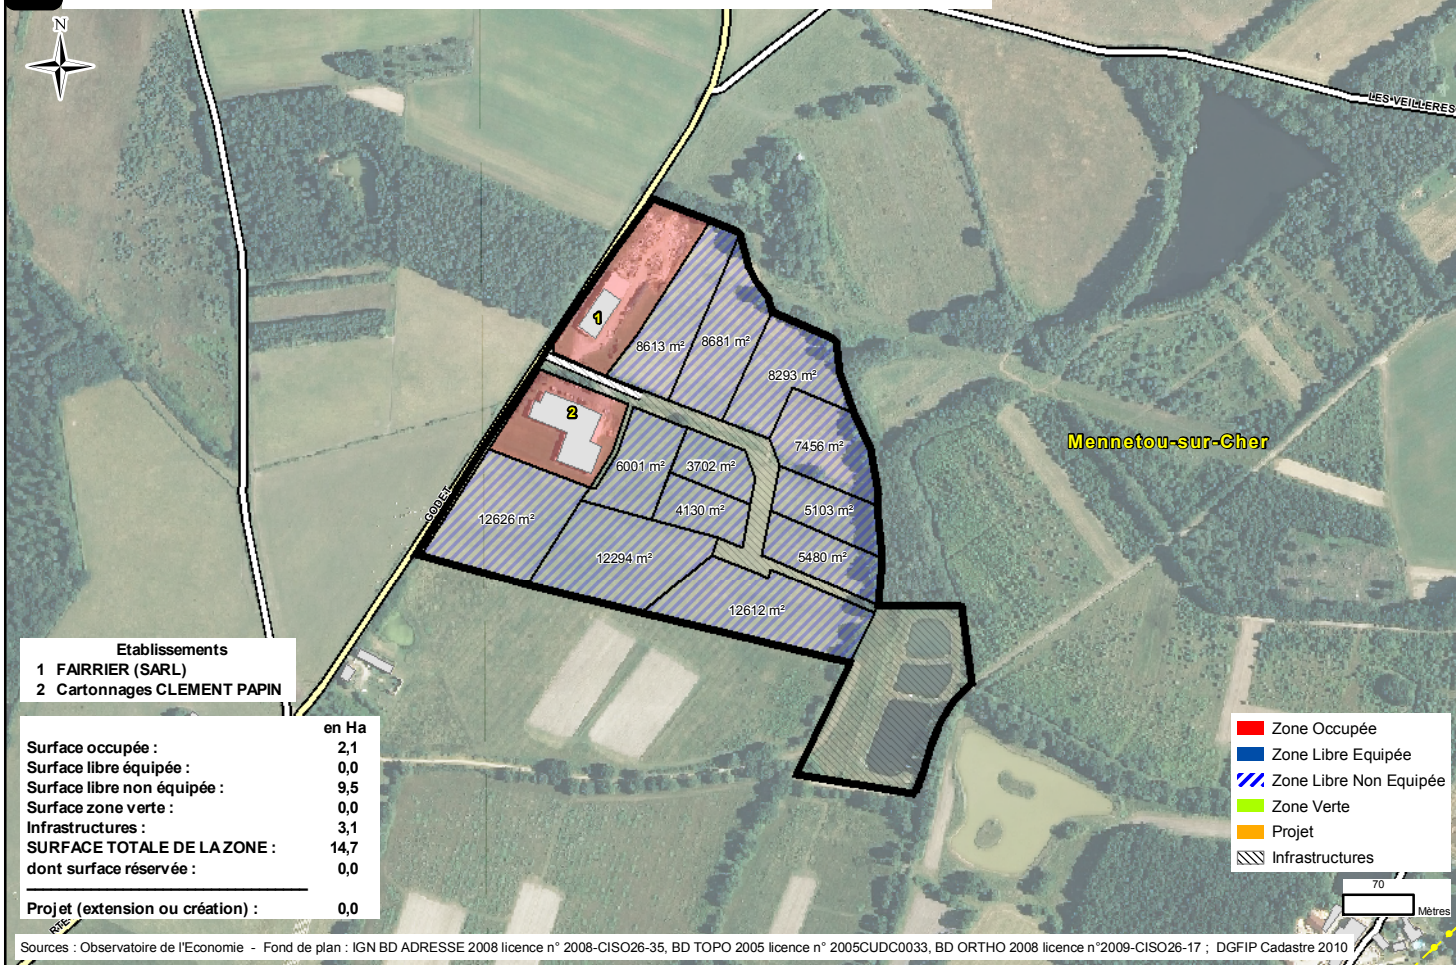 N
LES VEILLERES
1
8613 m²
8681 m²
8293 m²
2
7456 m²
Mennetou-sur-Cher
6001 m²
3702 m²
GODET
12626 m²
4130 m²
5103 m²
12294 m²
5480 m²
12612 m²
Etablissements
1 FAIRRIER (SARL)
2 Cartonnages CLEMENT PAPIN
en Ha
Surface occupée : 2,1
Surface libre équipée : 0,0
Surface libre non équipée : 9,5
Surface zone verte : 0,0
Infrastructures : 3,1
SURFACE TOTALE DE LA ZONE : 14,7
dont surface réservée : 0,0
Projet (extension ou création) : 0,0
RTE
Zone Occupée
Zone Libre Equipée
Zone Libre Non Equipée
Zone Verte
Projet
Infrastructures
70
Mètres
Sources : Observatoire de l'Economie - Fond de plan : IGN BD ADRESSE 2008 licence n° 2008-CISO26-35, BD TOPO 2005 licence n° 2005CUDC0033, BD ORTHO 2008 licence n°2009-CISO26-17 ; DGFIP Cadastre 2010